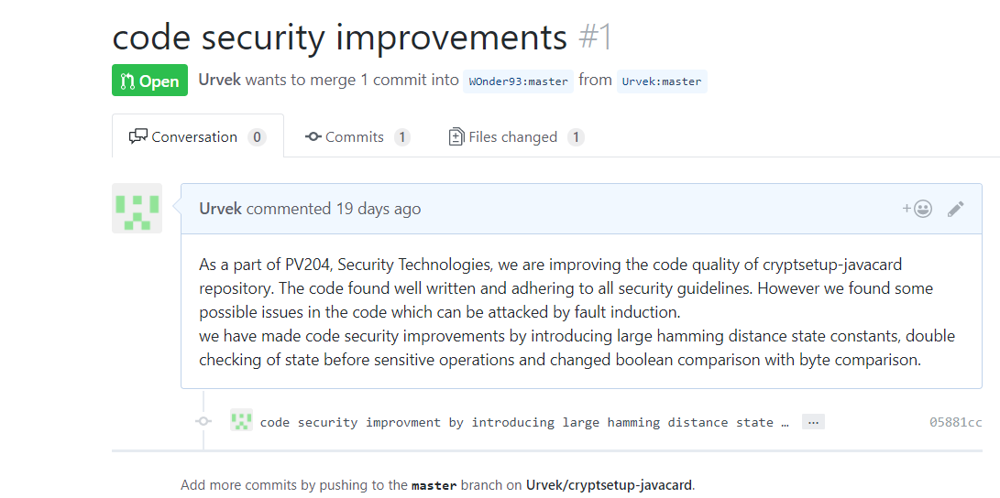 code security improvements #1
Open Urvek wants to merge 1 commit into WOnder93:master from Urvek:master
Conversation 0 Commits 1 Files changed 1
Urvek commented 19 days ago
As a part of PV204, Security Technologies, we are improving the code quality of cryptsetup-javacard
repository. The code found well written and adhering to all security guidelines. However we found some
possible issues in the code which can be attacked by fault induction.
we have made code security improvements by introducing large hamming distance state constants, double
checking of state before sensitive operations and changed boolean comparison with byte comparison.
code security improvment by introducing large hamming distance state … 05881cc
Add more commits by pushing to the master branch on Urvek/cryptsetup-javacard.